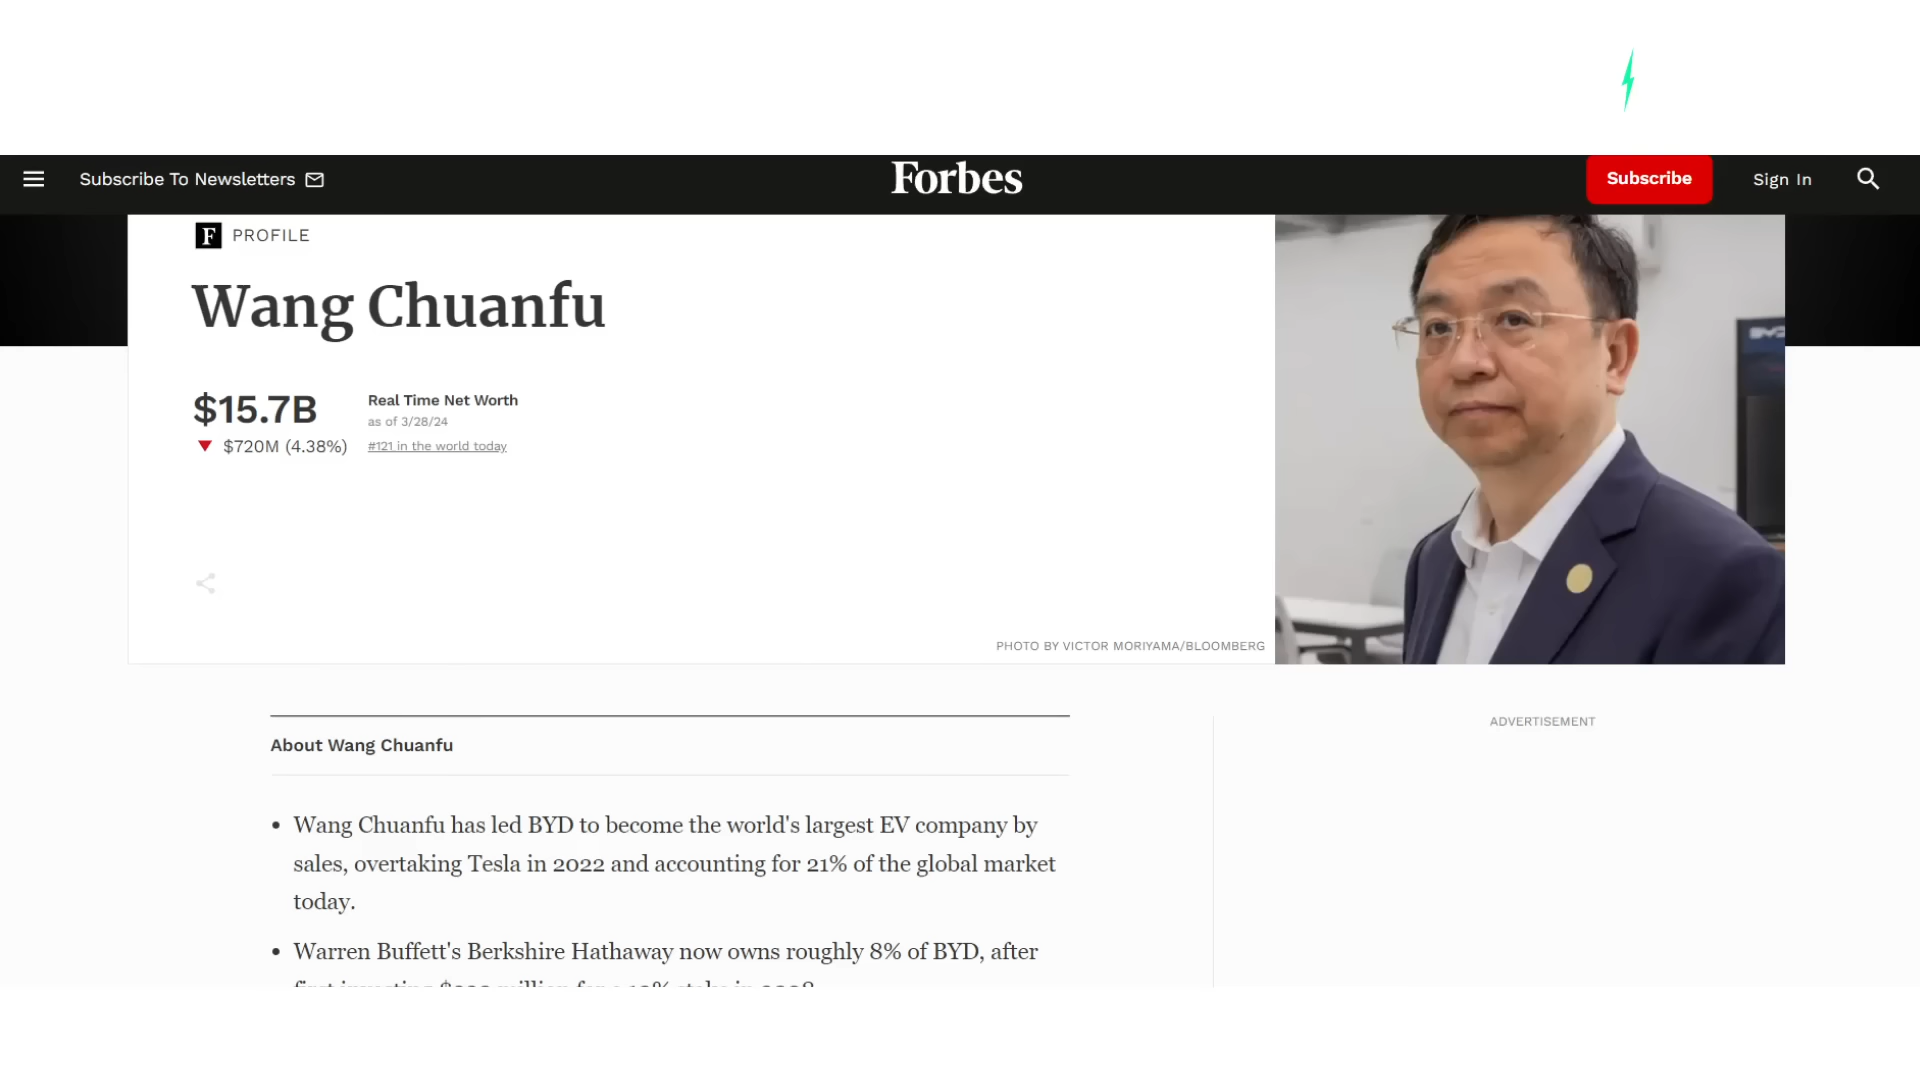 Subscribe To Newsletters
Forbes
Subscribe
Sign In
F PROFILE
Wang Chuanfu
$15.7B
Real Time Net Worth
as of 3/28/24
$720M (4.38%)
#121 in the world today
PHOTO BY VICTOR MORIYAMA/BLOOMBERG
About Wang Chuanfu
ADVERTISEMENT
• Wang Chuanfu has led BYD to become the world's largest EV company by
sales, overtaking Tesla in 2022 and accounting for 21% of the global market
today.
• Warren Buffett's Berkshire Hathaway now owns roughly 8% of BYD, after